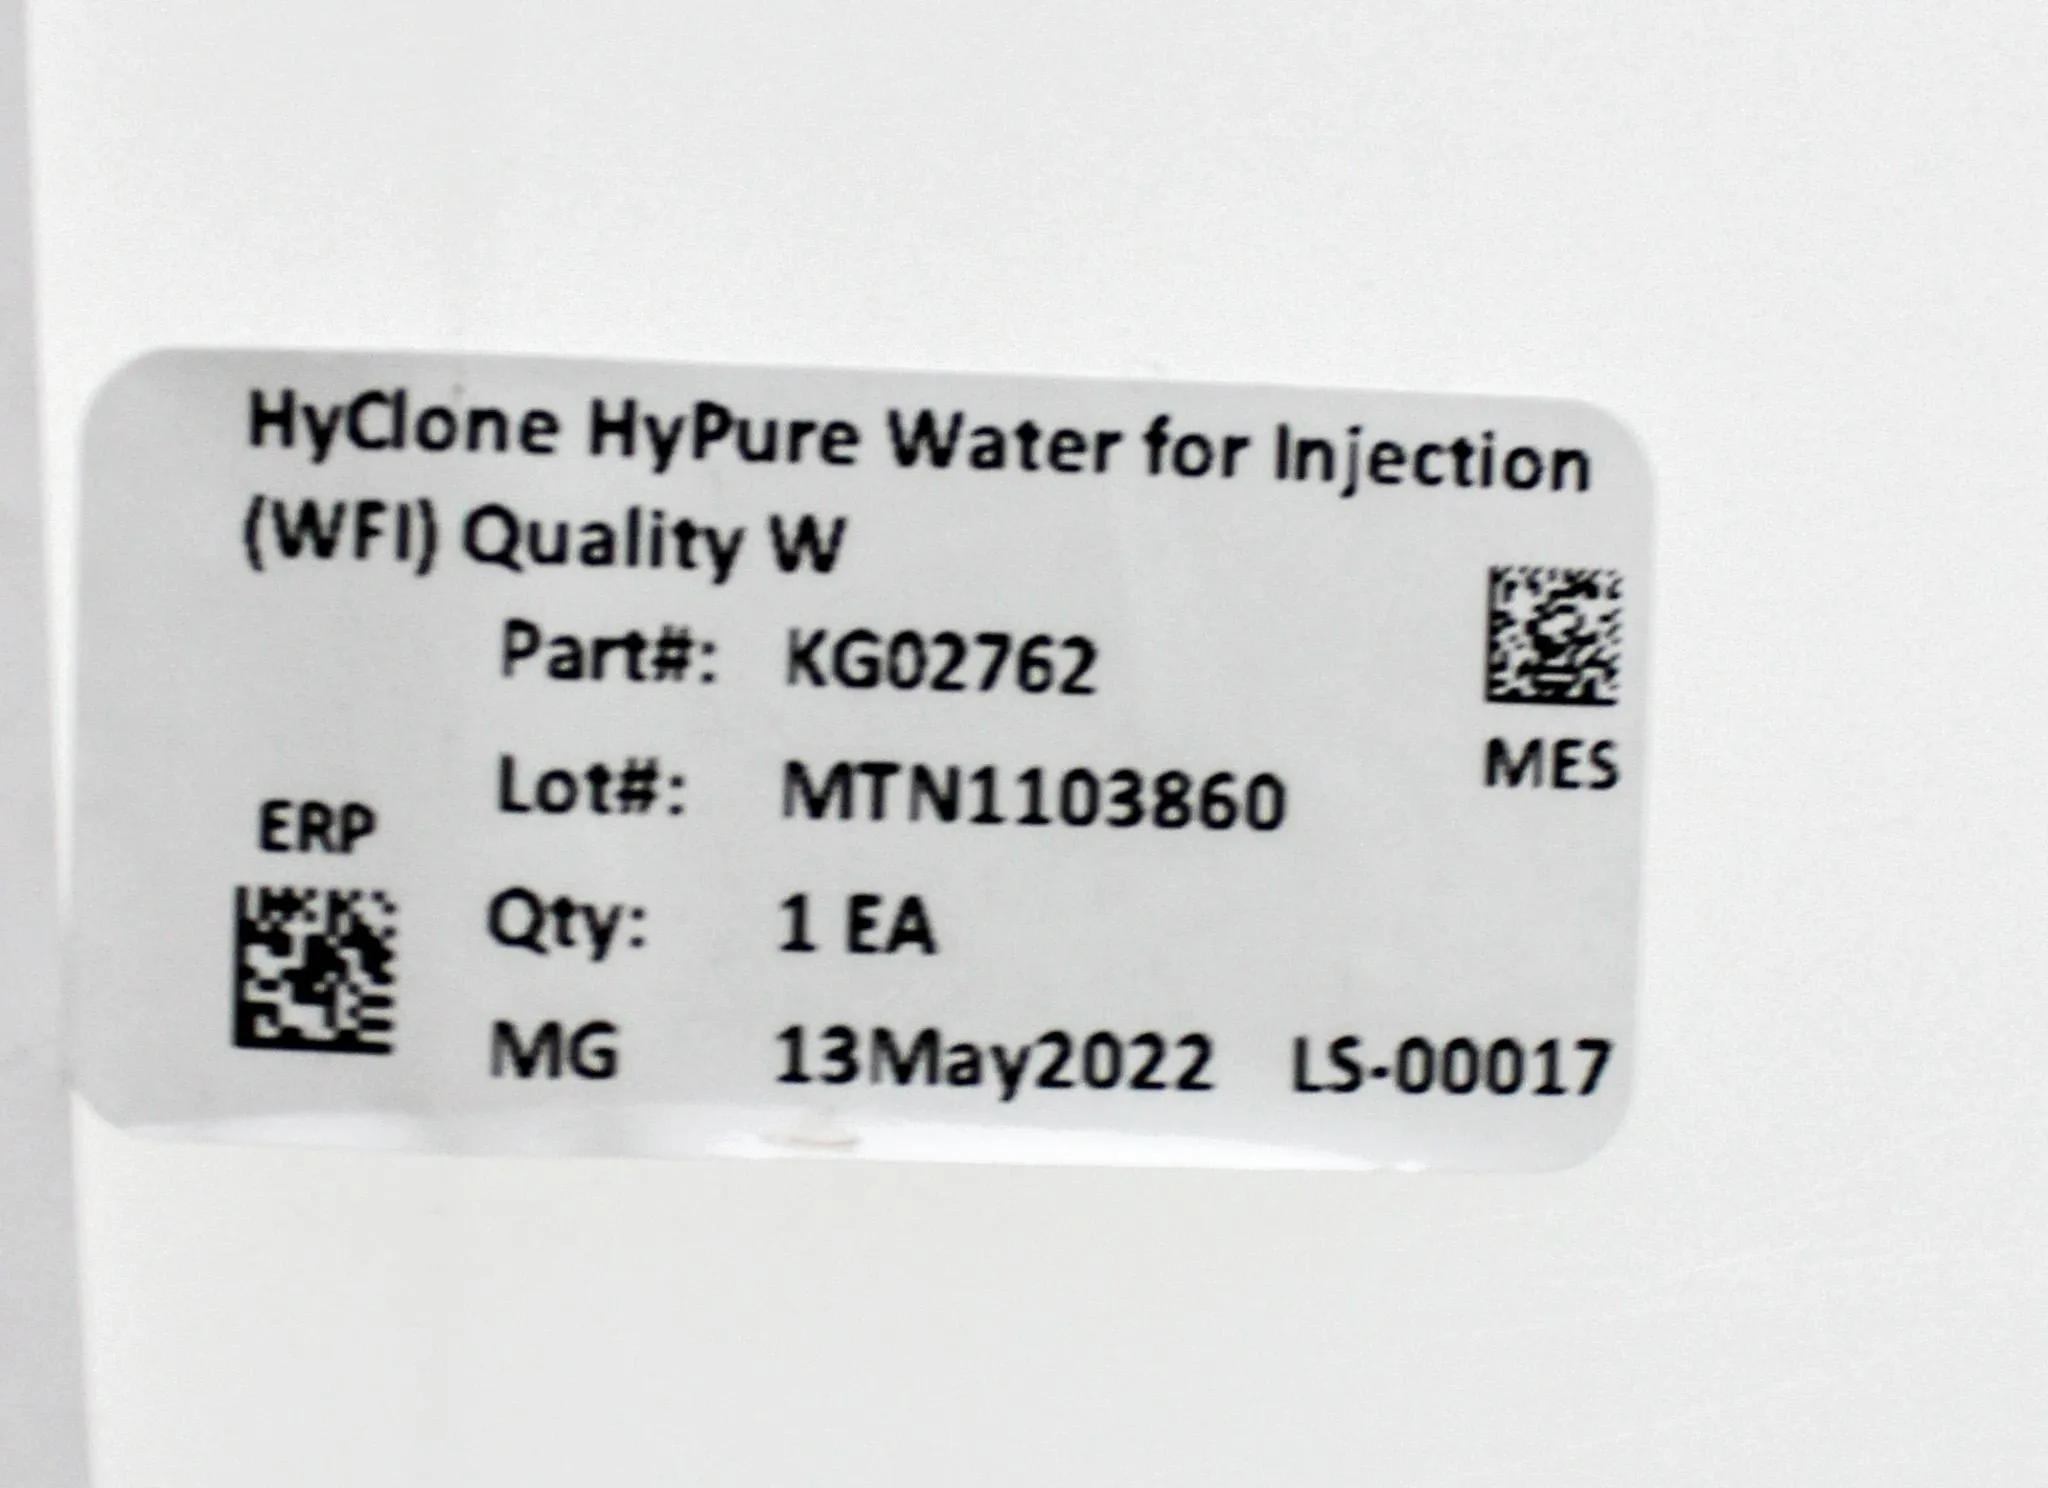 HyClone HyPure Water for Injection
(WFI) Quality W
Part#: KG02762
MES
Lot#: MTN1103860
ERP
Qty: 1 EA
MG 13May2022 LS-00017